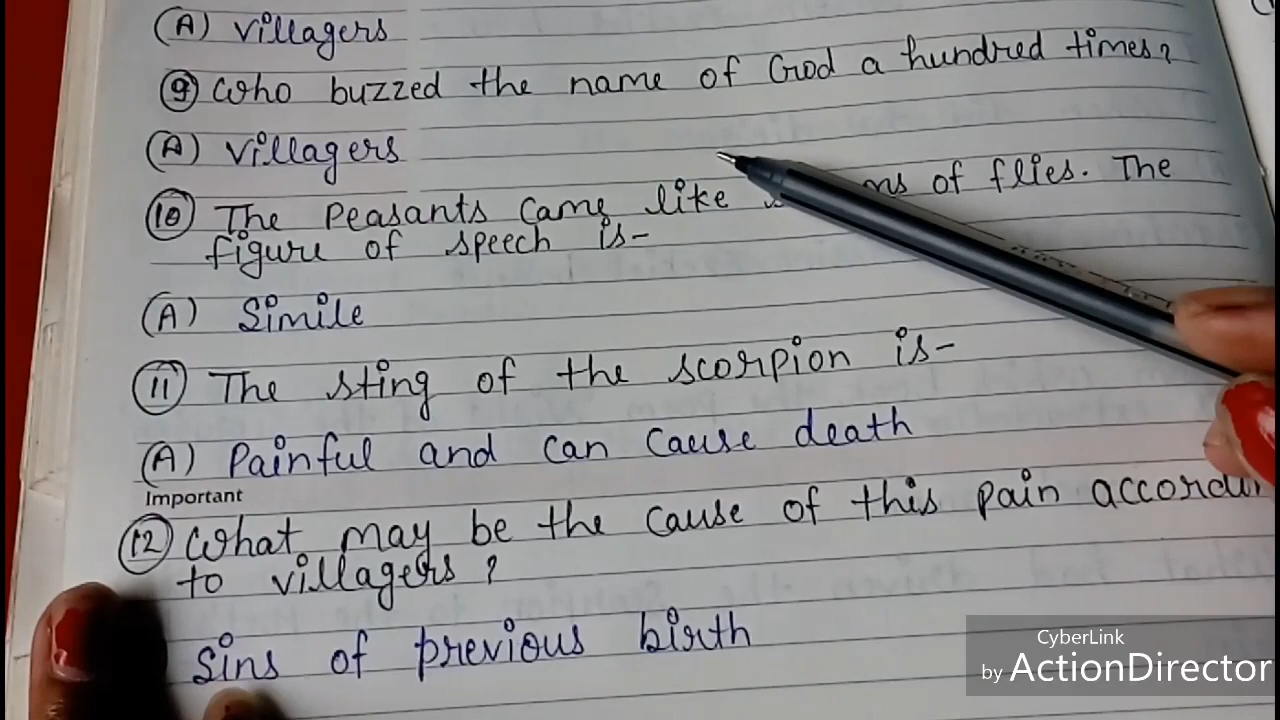 (A) villagers
(9) Who buzzed the name of God a hundred times?
(A) villagers
(10) The Peasants Came like of flies. The
figure of speech is-
(A) Simile
(11) The sting of the scorpion is-
(A) Painful and can cause death
Important
(12) What may be the cause of this pain accordin
to villagers?
Sins of previous birth
CyberLink
by ActionDirector